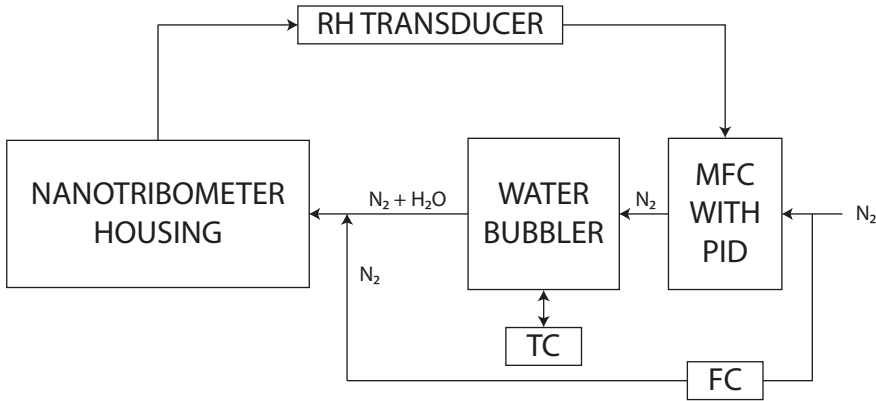 RH TRANSDUCER
NANOTRIBOMETER
HOUSING
N₂ + H₂O
WATER
BUBBLER
N₂
MFC
WITH
PID
N₂
N₂
TC
FC